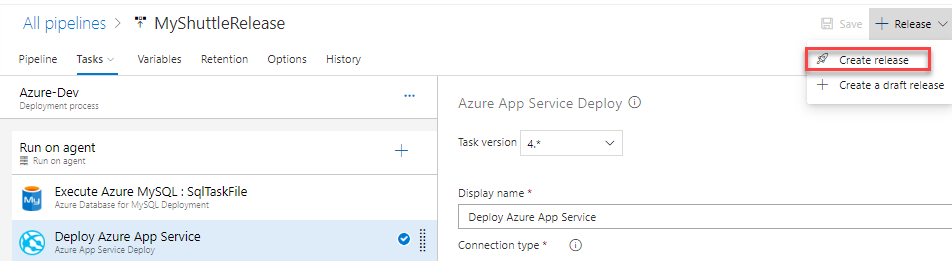 All pipelines > MyShuttleRelease
Save
+ Release
Pipeline Tasks Variables Retention Options History
Create release
+ Create a draft release
Azure-Dev
Deployment process
...
Run on agent
Run on agent
My
Execute Azure MySQL : SqlTaskFile
Azure Database for MySQL Deployment
Deploy Azure App Service
Azure App Service Deploy
Azure App Service Deploy
Task version 4.*
Display name *
Deploy Azure App Service
Connection type *